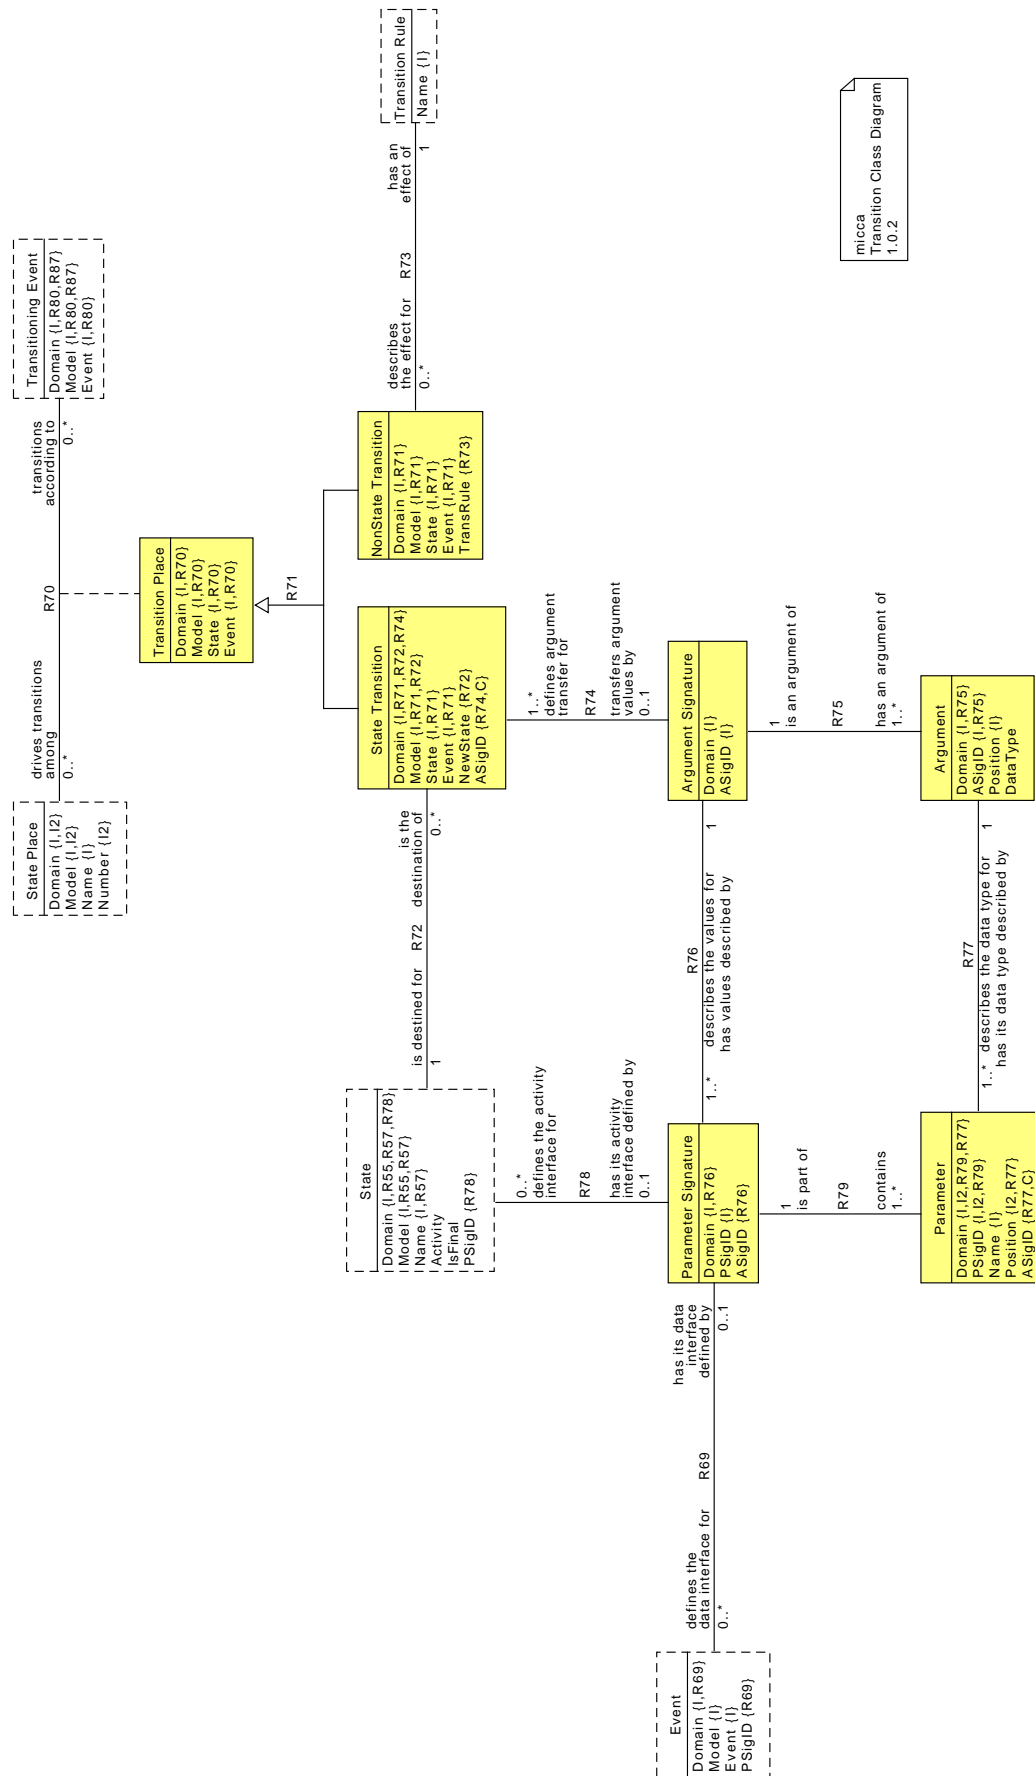 Transition Rule
Name {I}
has an
effect of
1
R73
describes
the effect for
0..*
micca
Transition Class Diagram
1.0.2
Transitioning Event
Domain {I,R80,R87}
Model {I,R80,R87}
Event {I,R80}
transitions
according to
0..*
R70
drives transitions
among
0..*
State Place
Domain {I,I2}
Model {I,I2}
Name {I}
Number {I2}
Transition Place
Domain {I,R70}
Model {I,R70}
State {I,R70}
Event {I,R70}
R71
NonState Transition
Domain {I,R71}
Model {I,R71}
State {I,R71}
Event {I,R71}
TransRule {R73}
State Transition
Domain {I,R71,R72,R74}
Model {I,R71,R72}
State {I,R71}
Event {I,R71}
NewState {R72}
ASigID {R74,C}
is the
destination of
0..*
R72
is destined for
1
1..*
defines argument
transfer for
R74
transfers argument
values by
0..1
Argument Signature
Domain {I}
ASigID {I}
1
is an argument of
R75
has an argument of
1..*
Argument
Domain {I,R75}
ASigID {I,R75}
Position {I}
DataType
1
R76
describes the values for
has values described by
1..*
1
R77
describes the data type for
has its data type described by
1..*
State
Domain {I,R55,R57,R78}
Model {I,R55,R57}
Name {I,R57}
Activity
IsFinal
PSigID {R78}
0..*
defines the activity
interface for
R78
has its activity
interface defined by
0..1
Parameter Signature
Domain {I,R76}
PSigID {I}
ASigID {R76}
1
is part of
R79
contains
1..*
Parameter
Domain {I,I2,R79,R77}
PSigID {I,I2,R79}
Name {I}
Position {I2,R77}
ASigID {R77,C}
has its data
interface
defined by
0..1
R69
defines the
data interface for
0..*
Event
Domain {I,R69}
Model {I}
Event {I}
PSigID {R69}